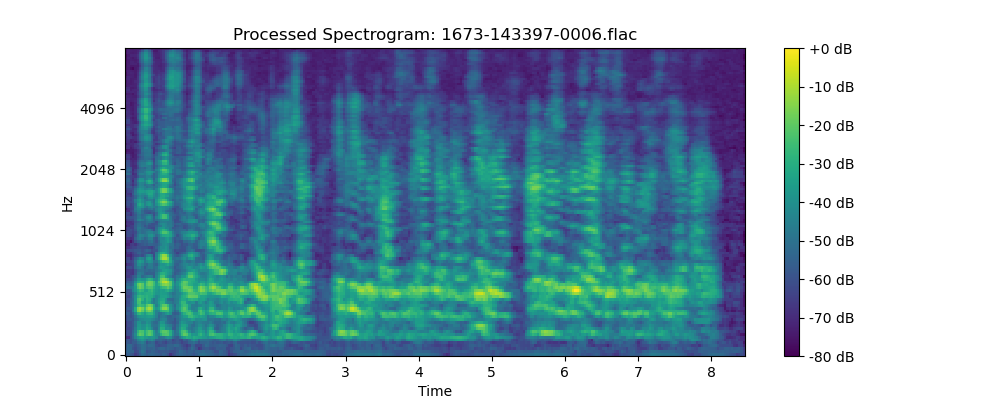 Processed Spectrogram: 1673-143397-0006.flac
Hz
4096
2048
1024
512
0
0 1 2 3 4 5 6 7 8
Time
+0 dB
-10 dB
-20 dB
-30 dB
-40 dB
-50 dB
-60 dB
-70 dB
-80 dB